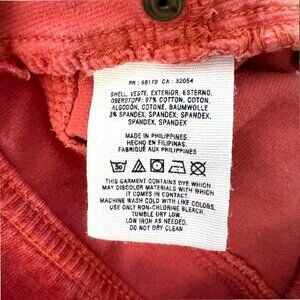 RN : 68170 CA : 32054
SHELL, VESTE, EXTERIOR, ESTERNO,
OBERSTOFF: 97% COTTON, COTON,
ALGODÓN, COTONE, BAUMWOLLE
3% SPANDEX, SPANDEX, SPANDEX,
SPANDEX, SPANDEX
MADE IN PHILIPPINES
HECHO EN FILIPINAS
FABRIQUÉ AUX PHILIPPINES
THIS GARMENT CONTAINS DYE WHICH
MAY DISCOLOR MATERIALS WITH WHICH
IT COMES IN CONTACT.
MACHINE WASH COLD WITH LIKE COLORS.
USE ONLY NON-CHLORINE BLEACH.
TUMBLE DRY LOW.
LOW IRON AS NEEDED.
DO NOT DRY CLEAN